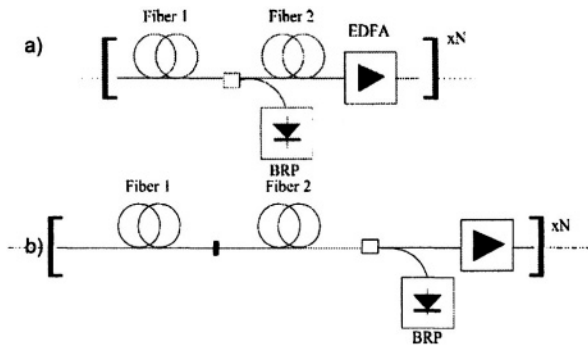 Fiber 1 Fiber 2 EDFA
a) xN
BRP
Fiber 1 Fiber 2
b) xN
BRP